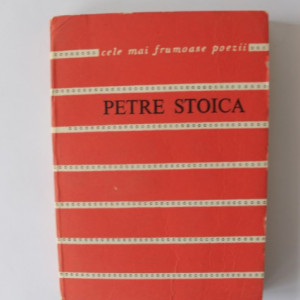 cele mai frumoase poezii
PETRE STOICA